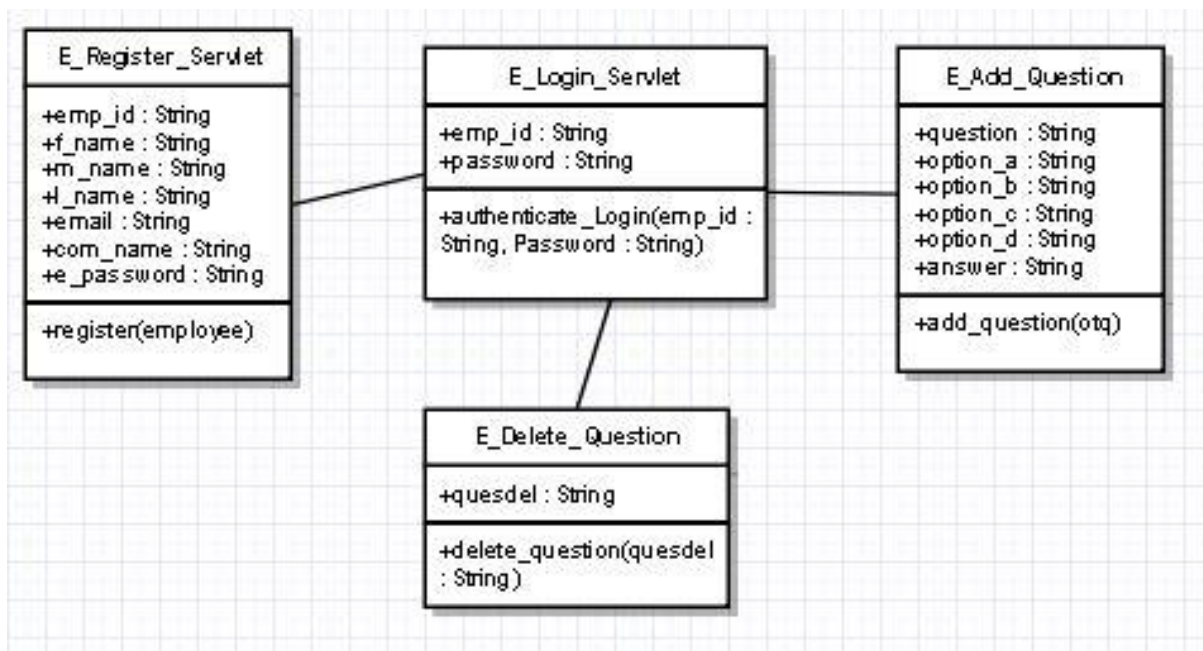 E_Register_Servlet
+emp_id : String
+f_name : String
+m_name : String
+l_name : String
+email : String
+com_name : String
+e_password : String
+register(employee)
E_Login_Servlet
+emp_id : String
+password : String
+authenticate_Login(emp_id :
String, Password : String)
E_Add_Question
+question : String
+option_a : String
+option_b : String
+option_c : String
+option_d : String
+answer : String
+add_question(otq)
E_Delete_Question
+quesdel : String
+delete_question(quesdel
: String)